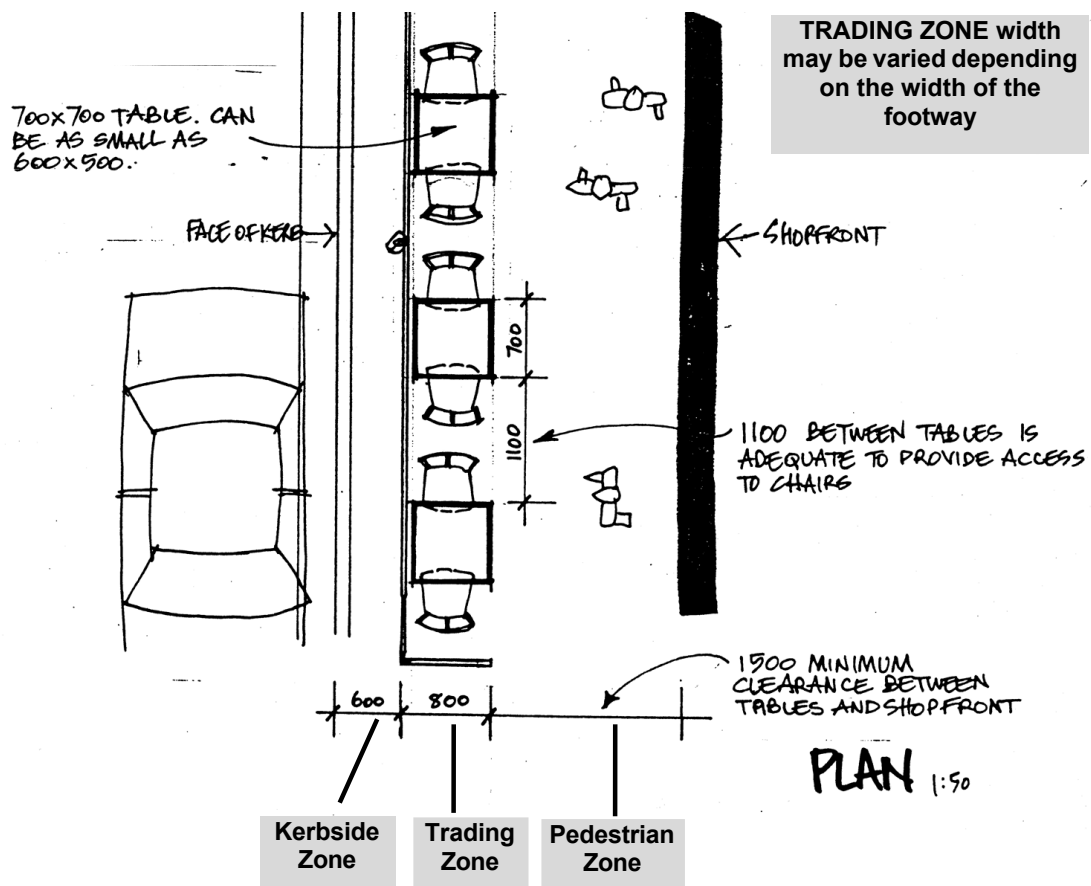 TRADING ZONE width
may be varied depending
on the width of the
footway
700x700 TABLE. CAN
BE AS SMALL AS
600x500.
FACE OF KERB
SHOPFRONT
700
1100
1100 BETWEEN TABLES IS
ADEQUATE TO PROVIDE ACCESS
TO CHAIRS
1500 MINIMUM
CLEARANCE BETWEEN
TABLES AND SHOPFRONT
600
800
PLAN 1:50
Kerbside
Zone
Trading
Zone
Pedestrian
Zone